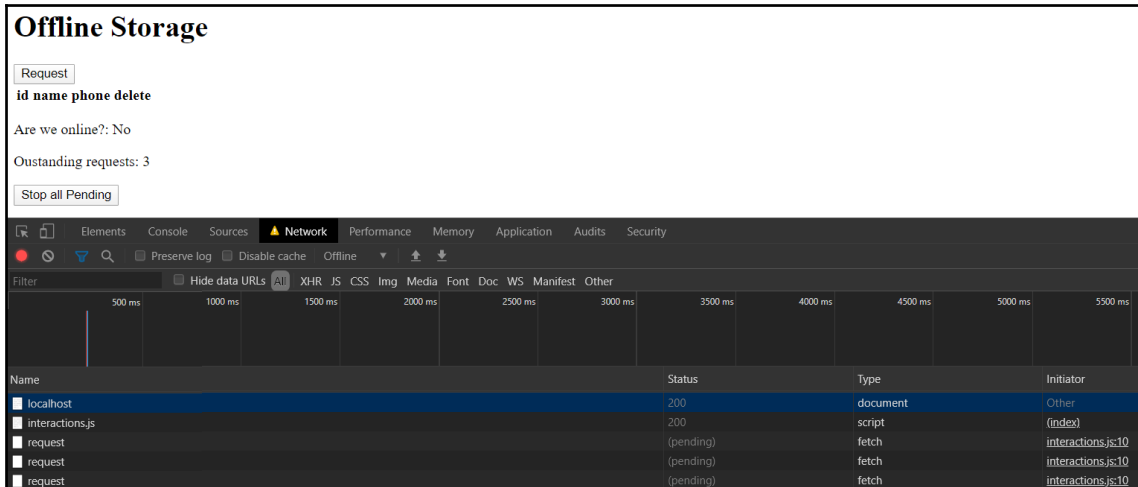 Offline Storage
Request
id name phone delete
Are we online?: No
Oustanding requests: 3
Stop all Pending
Elements Console Sources Network Performance Memory Application Audits Security
Preserve log Disable cache Offline
Filter Hide data URLs All XHR JS CSS Img Media Font Doc WS Manifest Other
500 ms 1000 ms 1500 ms 2000 ms 2500 ms 3000 ms 3500 ms 4000 ms 4500 ms 5000 ms 5500 ms
Name Status Type Initiator
localhost 200 document Other
interactions.js 200 script (index)
request (pending) fetch interactions.js:10
request (pending) fetch interactions.js:10
request (pending) fetch interactions.js:10